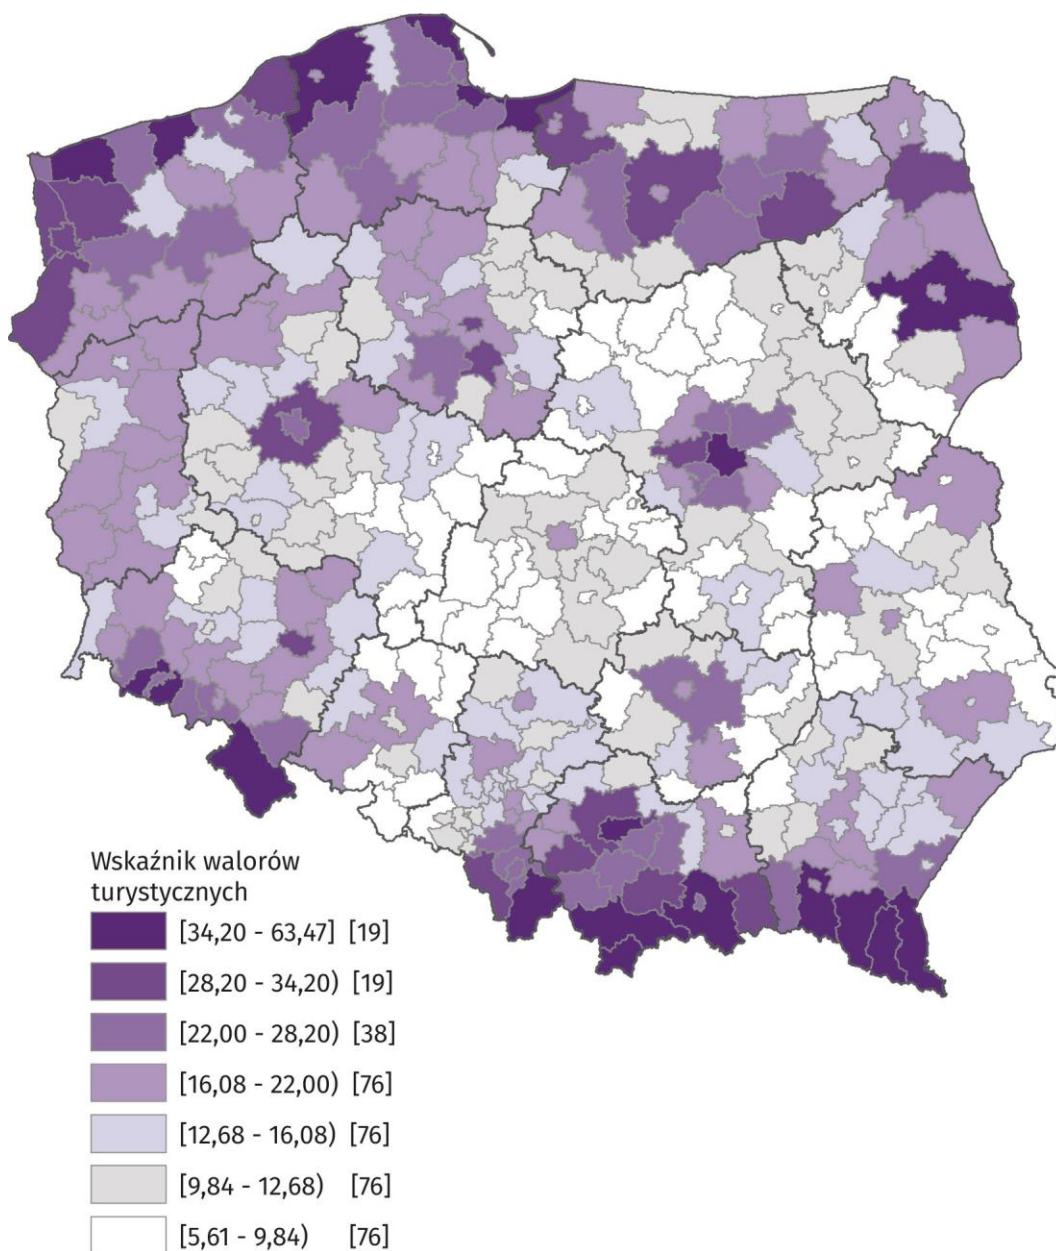 Wskaźnik walorów
turystycznych
[34,20 - 63,47] [19]
[28,20 - 34,20) [19]
[22,00 - 28,20) [38]
[16,08 - 22,00) [76]
[12,68 - 16,08) [76]
[9,84 - 12,68) [76]
[5,61 - 9,84) [76]